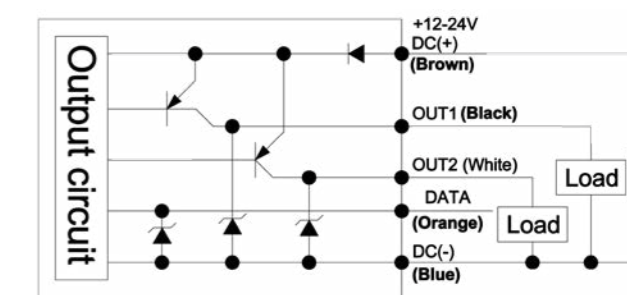 Output circuit
+12-24V
DC(+)
(Brown)
OUT1 (Black)
OUT2 (White)
Load
DATA
(Orange)
Load
DC(-)
(Blue)